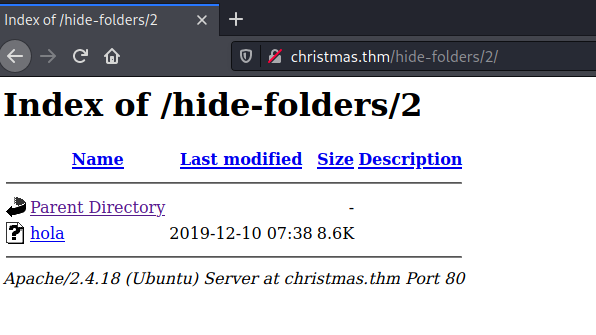 Index of /hide-folders/2
christmas.thm/hide-folders/2/
Index of /hide-folders/2
Name Last modified Size Description
Parent Directory -
hola 2019-12-10 07:38 8.6K
Apache/2.4.18 (Ubuntu) Server at christmas.thm Port 80